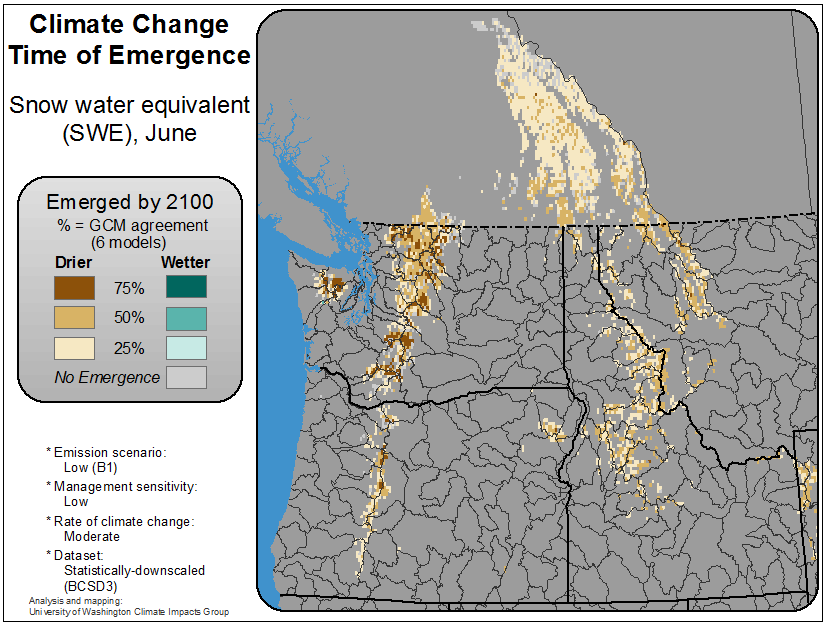 Climate Change
Time of Emergence
Snow water equivalent
(SWE), June
Emerged by 2100
% = GCM agreement
(6 models)
Drier Wetter
75%
50%
25%
No Emergence
* Emission scenario:
Low (B1)
* Management sensitivity:
Low
* Rate of climate change:
Moderate
* Dataset:
Statistically-downscaled
(BCSD3)
Analysis and mapping:
University of Washington Climate Impacts Group